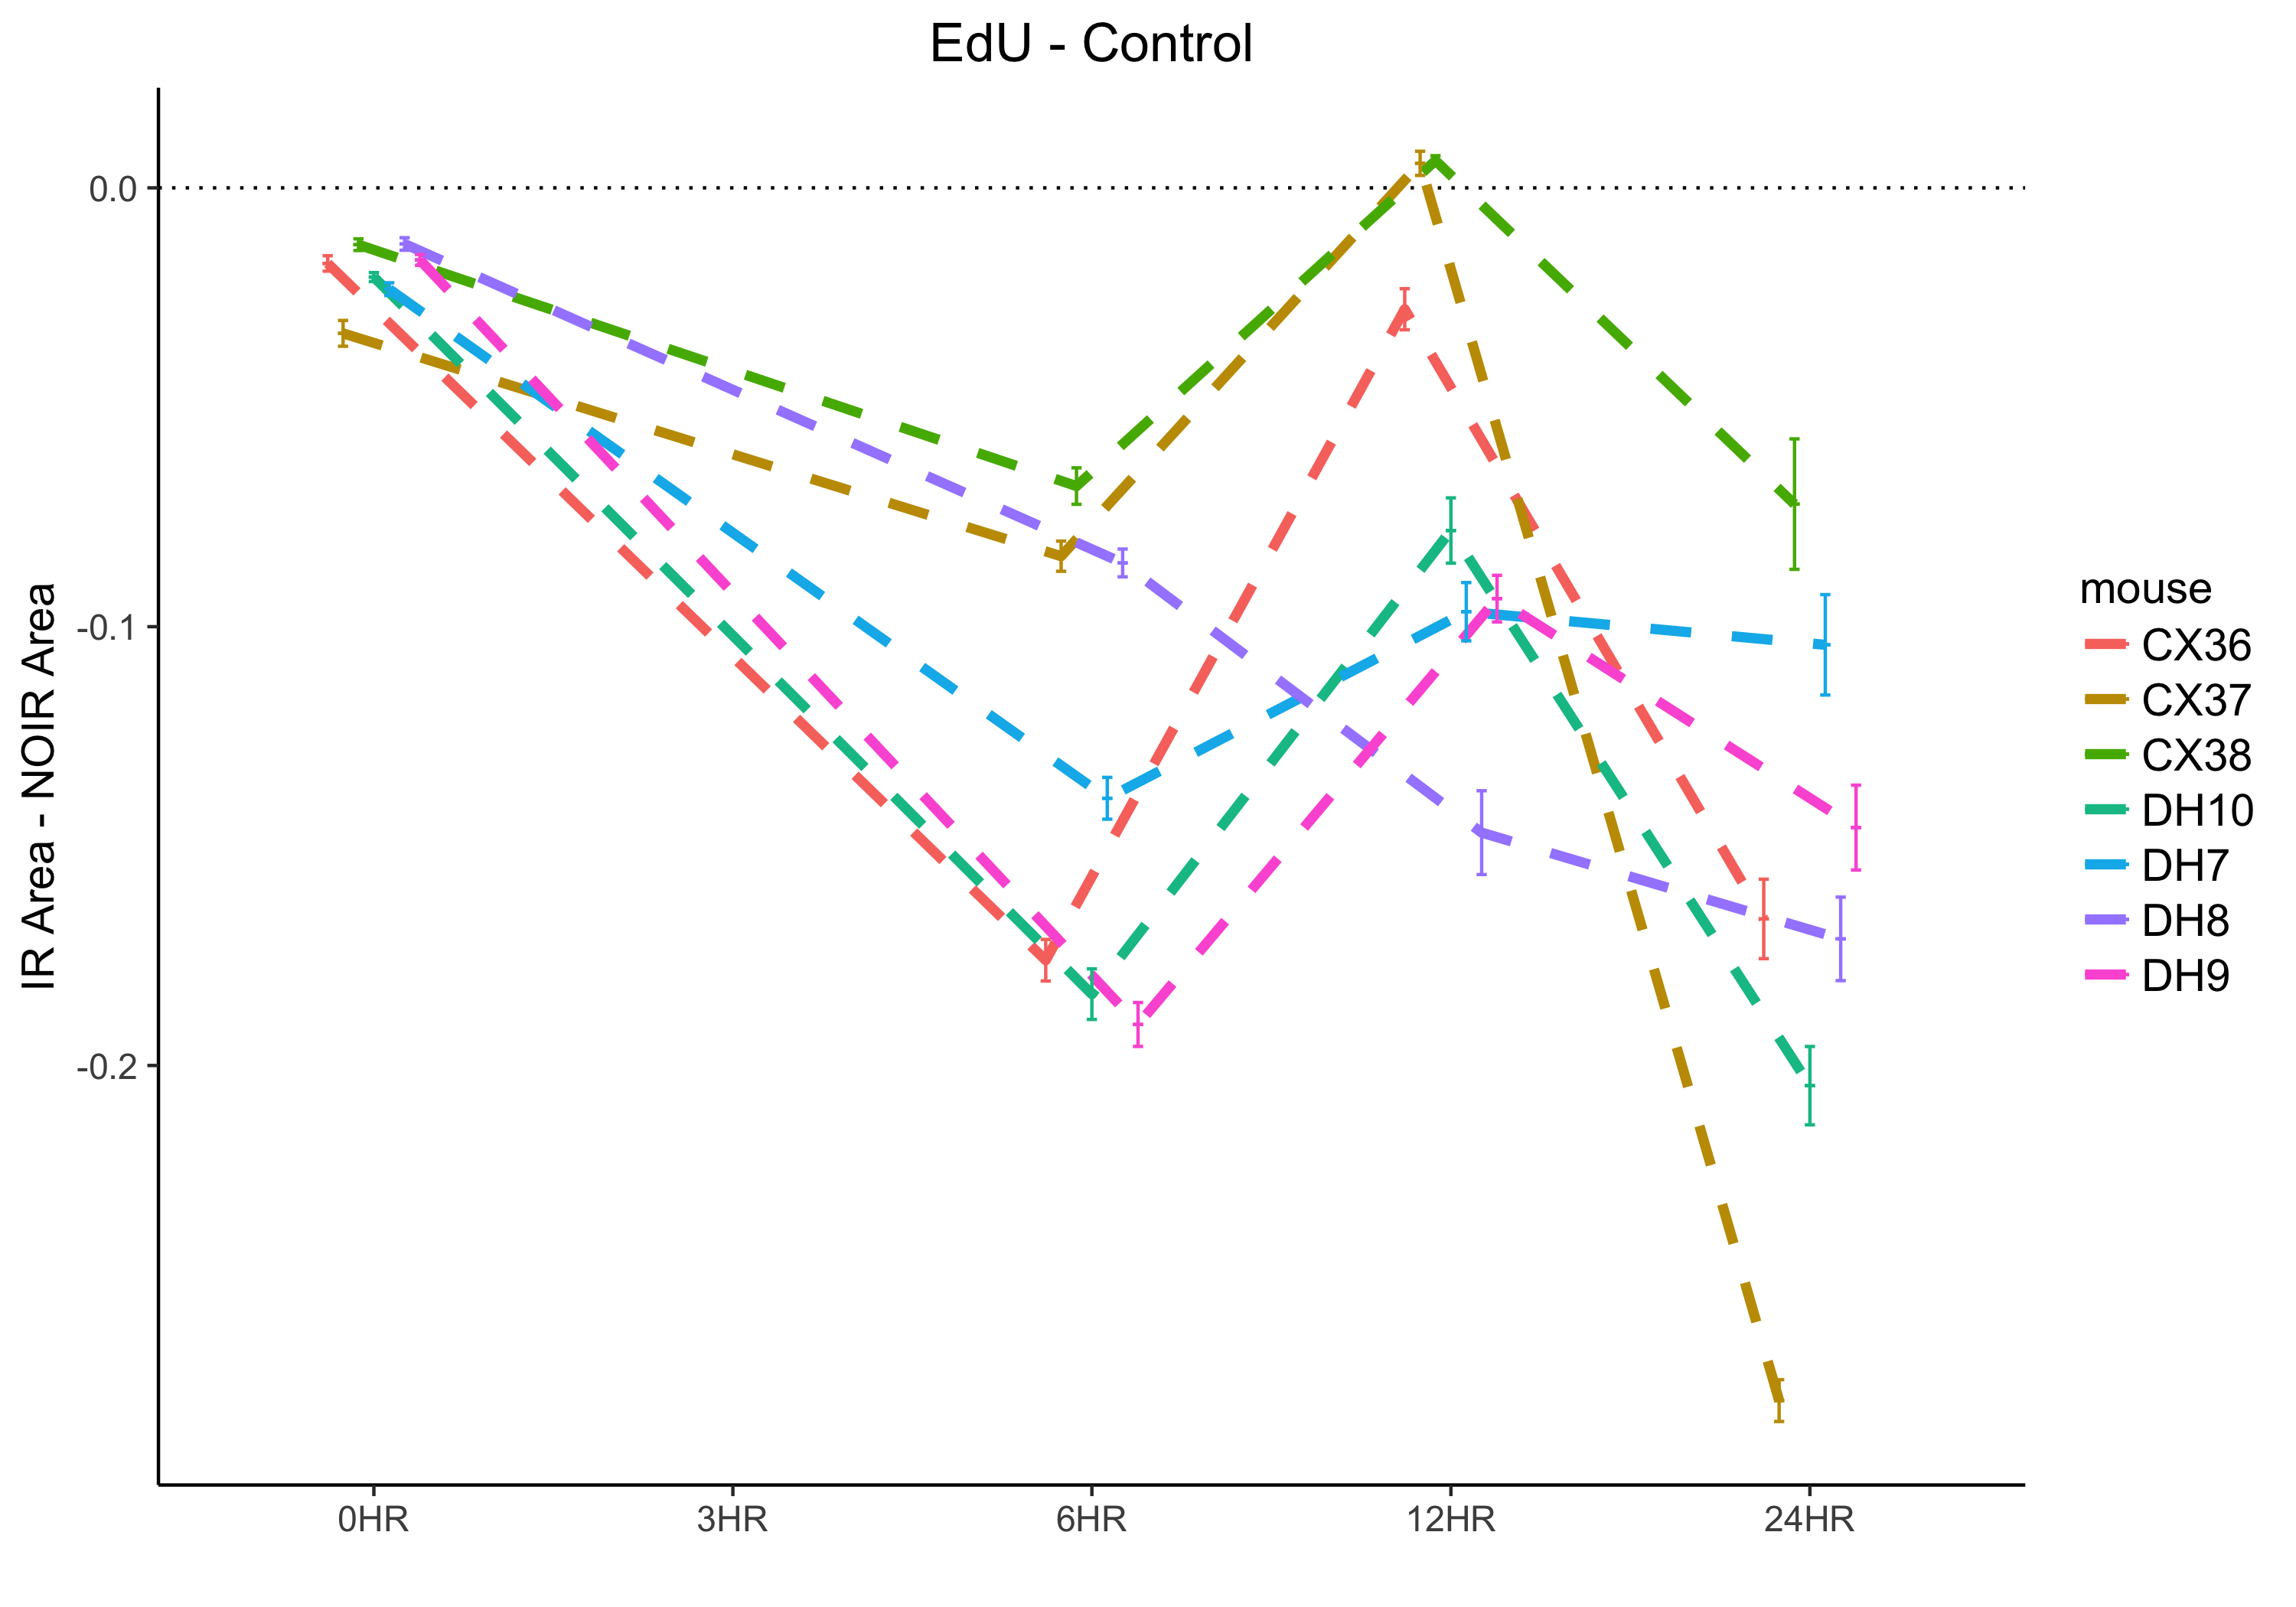 EdU - Control
IR Area - NOIR Area
0.0
-0.1
-0.2
0HR
3HR
6HR
12HR
24HR
mouse
CX36
CX37
CX38
DH10
DH7
DH8
DH9